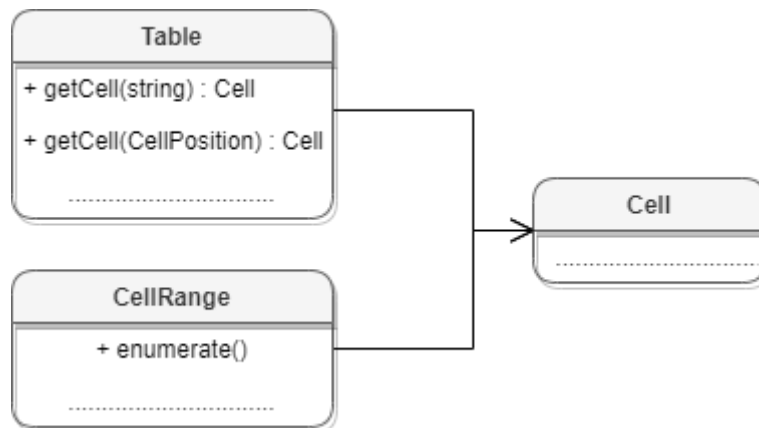 Table
+ getCell(string) : Cell
+ getCell(CellPosition) : Cell
Cell
CellRange
+ enumerate()